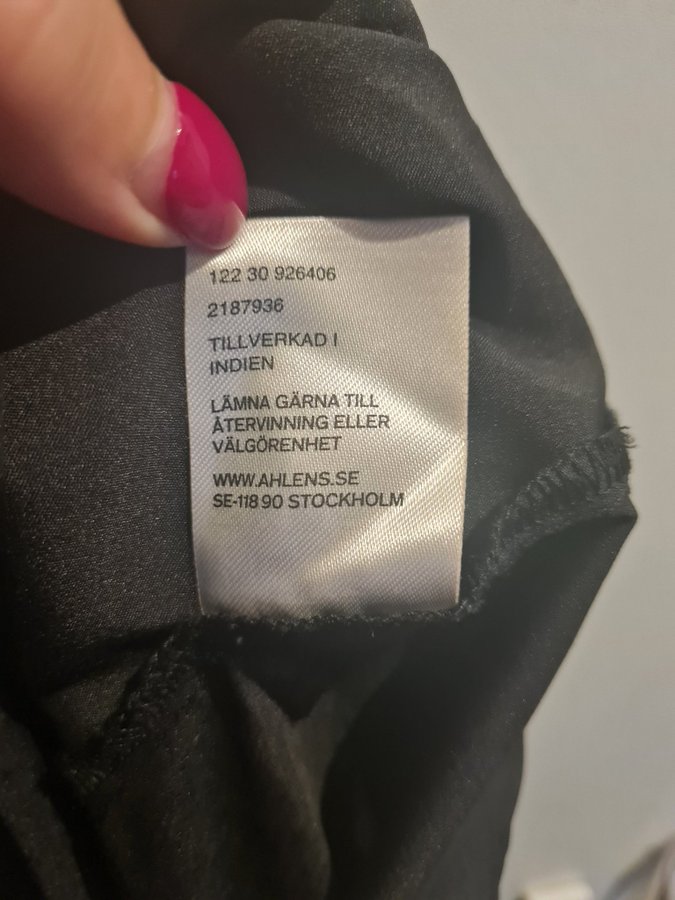 122 30 926406
2187936
TILLVERKAD I
INDIEN
LÄMNA GÄRNA TILL
ÅTERVINNING ELLER
VÄLGÖRENHET
WWW.AHLENS.SE
SE-118 90 STOCKHOLM